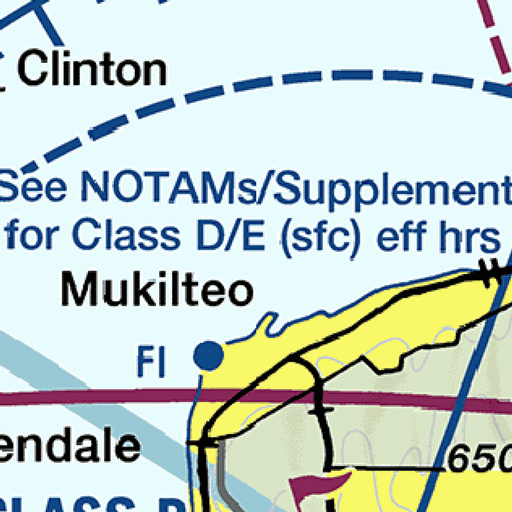 Clinton
See NOTAMs/Supplement
for Class D/E (sfc) eff hrs
Mukilteo
Fl
endale
650
CLASS